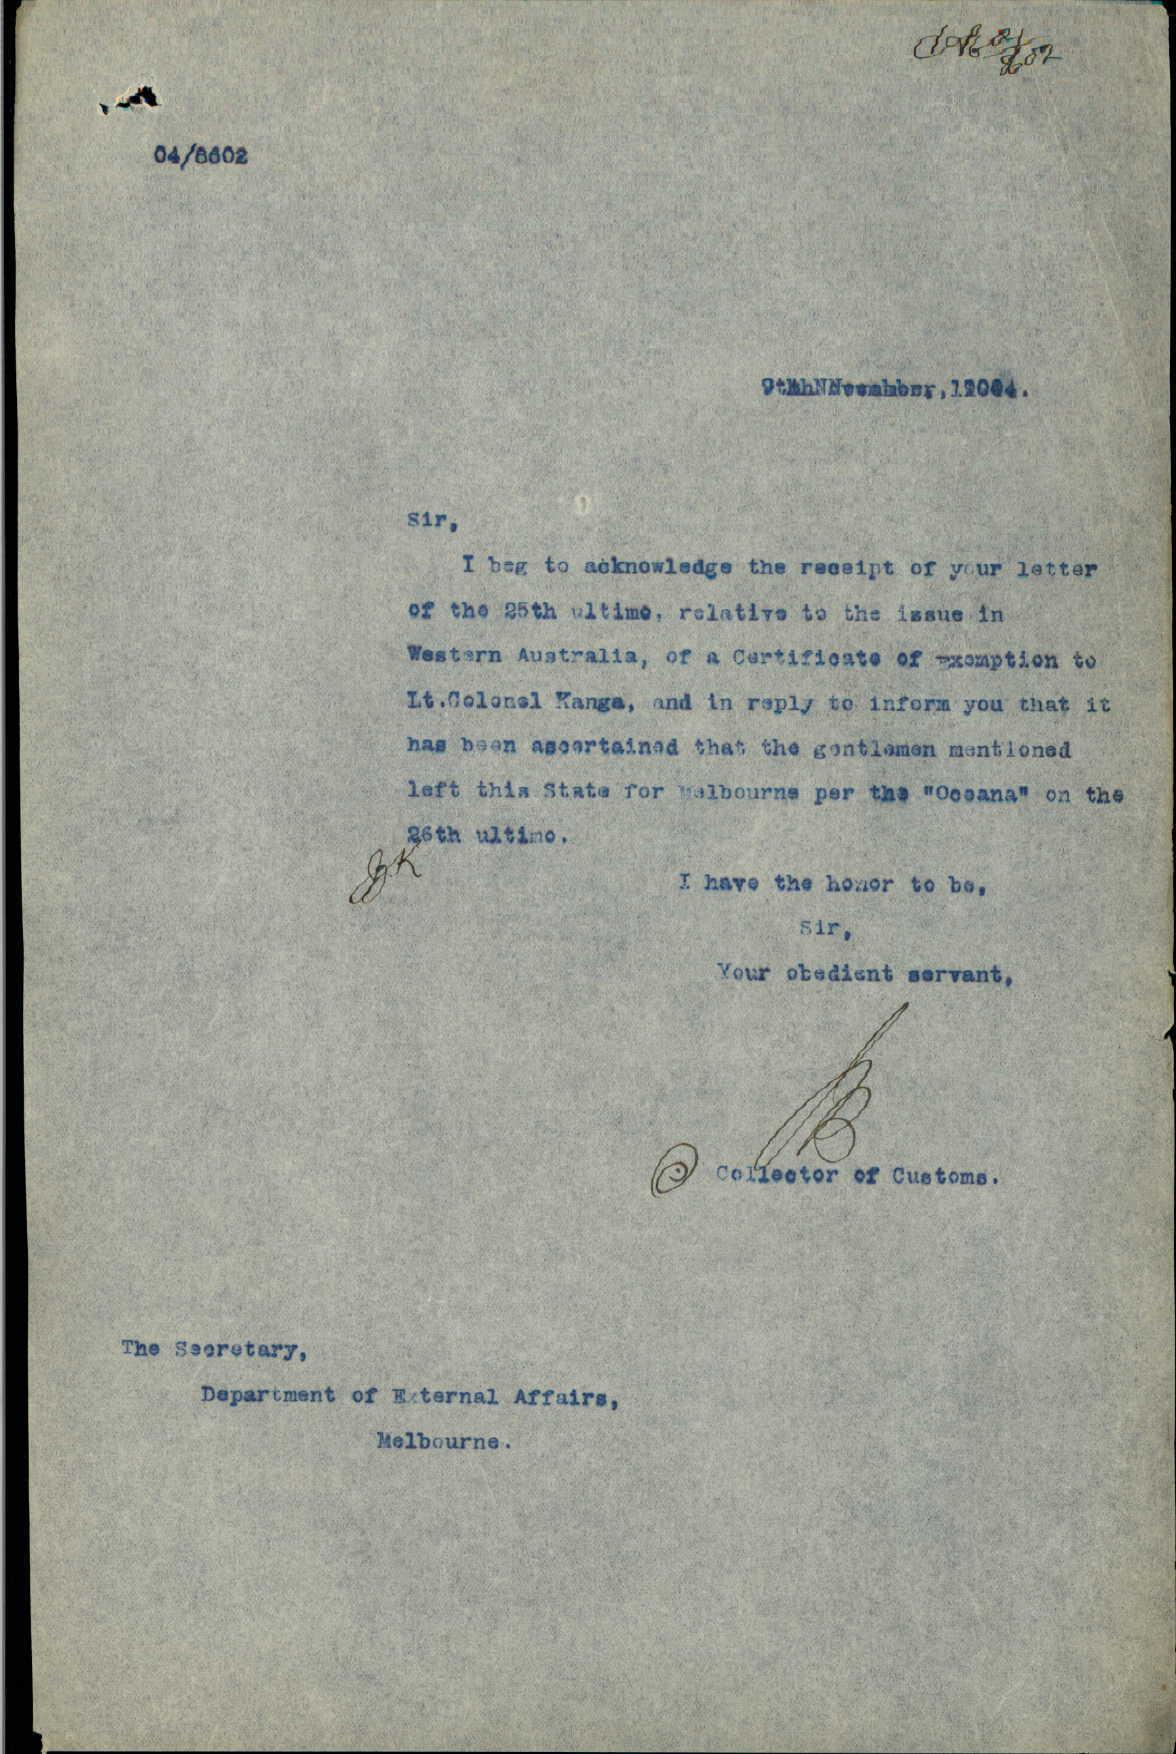 04/8602
9th November, 1904.
Sir,
I beg to acknowledge the receipt of your letter
of the 25th ultimo, relative to the issue in
Western Australia, of a Certificate of exemption to
Lt.Colonel Kanga, and in reply to inform you that it
has been ascertained that the gentlemen mentioned
left this State for Melbourne per the "Oceana" on the
26th ultimo.
I have the honor to be,
Sir,
Your obedient servant,
Collector of Customs.
The Secretary,
Department of External Affairs,
Melbourne.